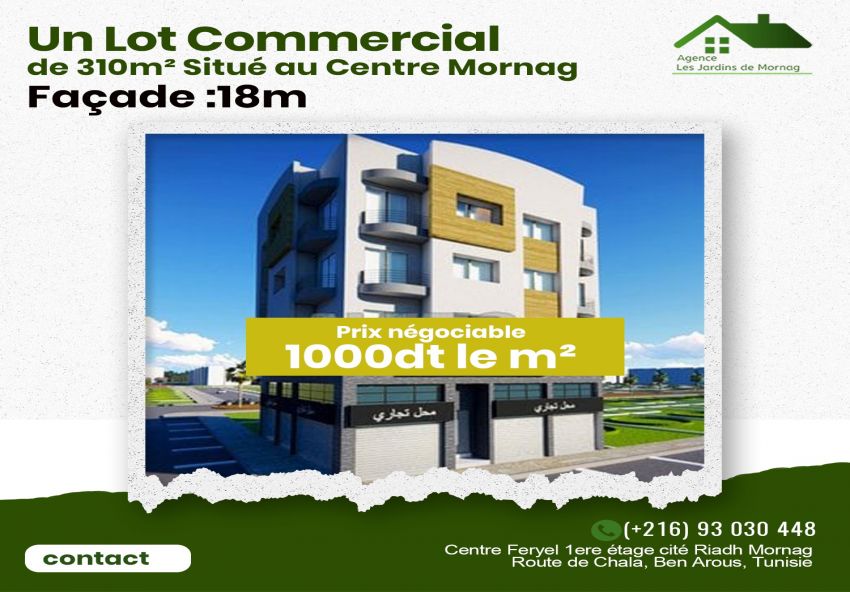 Un Lot Commercial
de 310m² Situé au Centre Mornag
Façade :18m
Agence
Les Jardins de Mornag
Prix négociable
1000dt le m²
محل تجاري
محل تجاري
(+216) 93 030 448
Centre Feryel 1ere étage cité Riadh Mornag
Route de Chala, Ben Arous, Tunisie
contact